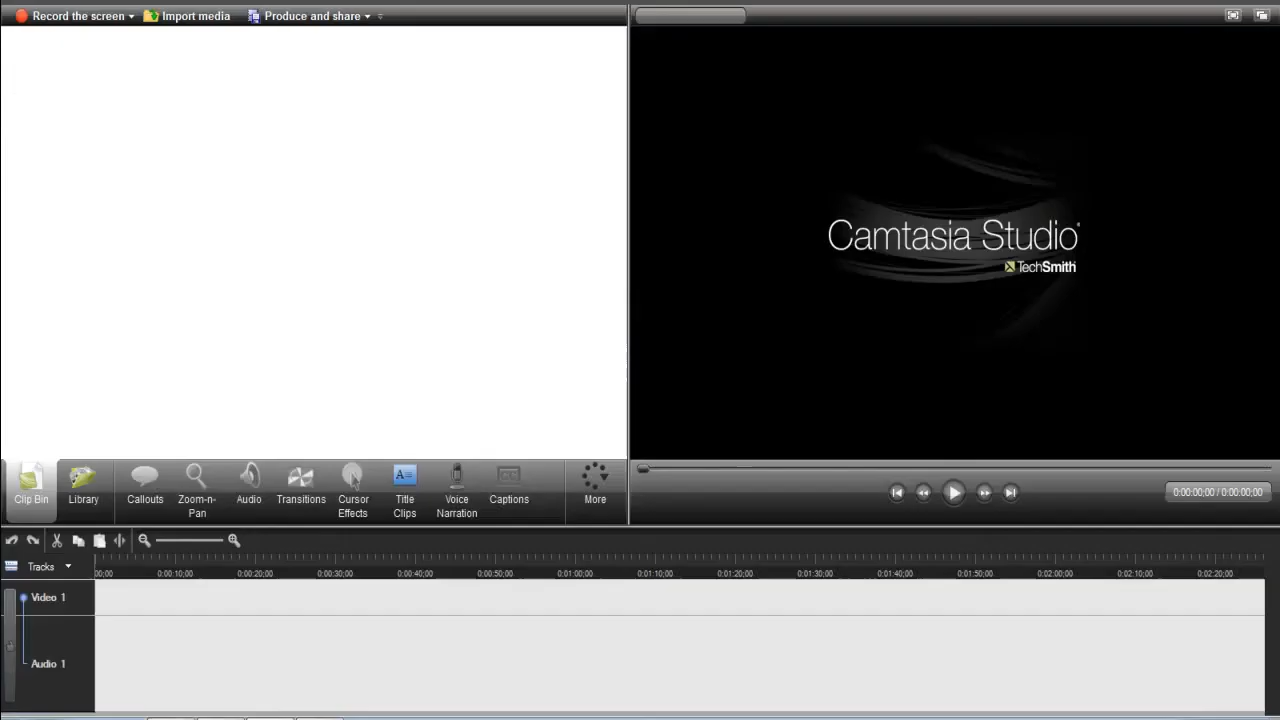 Record the screen
Import media
Produce and share
Camtasia Studio
TechSmith
Clip Bin
Library
Callouts
Zoom-n-
Pan
Audio
Transitions
Cursor
Effects
Title
Clips
Voice
Narration
CC
Captions
More
0:00:00;00 / 0:00:00;00
Tracks
00;00 0:00:10;00 0:00:20;00 0:00:30;00 0:00:40;00 0:00:50;00 0:01:00;00 0:01:10;00 0:01:20;00 0:01:30;00 0:01:40;00 0:01:50;00 0:02:00;00 0:02:10;00 0:02:20;00
Video 1
Audio 1